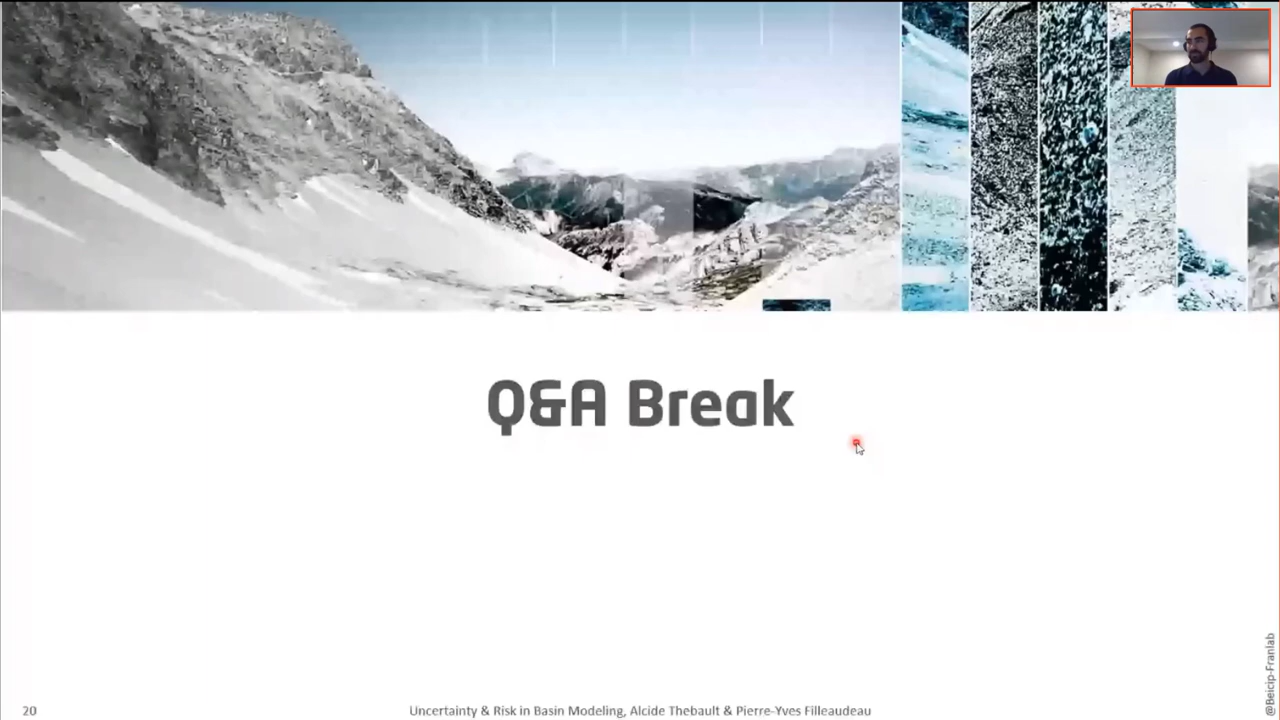 Q&A Break
20
Uncertainty & Risk in Basin Modeling, Alcide Thebault & Pierre-Yves Filleaudeau
@Beicip-Franlab